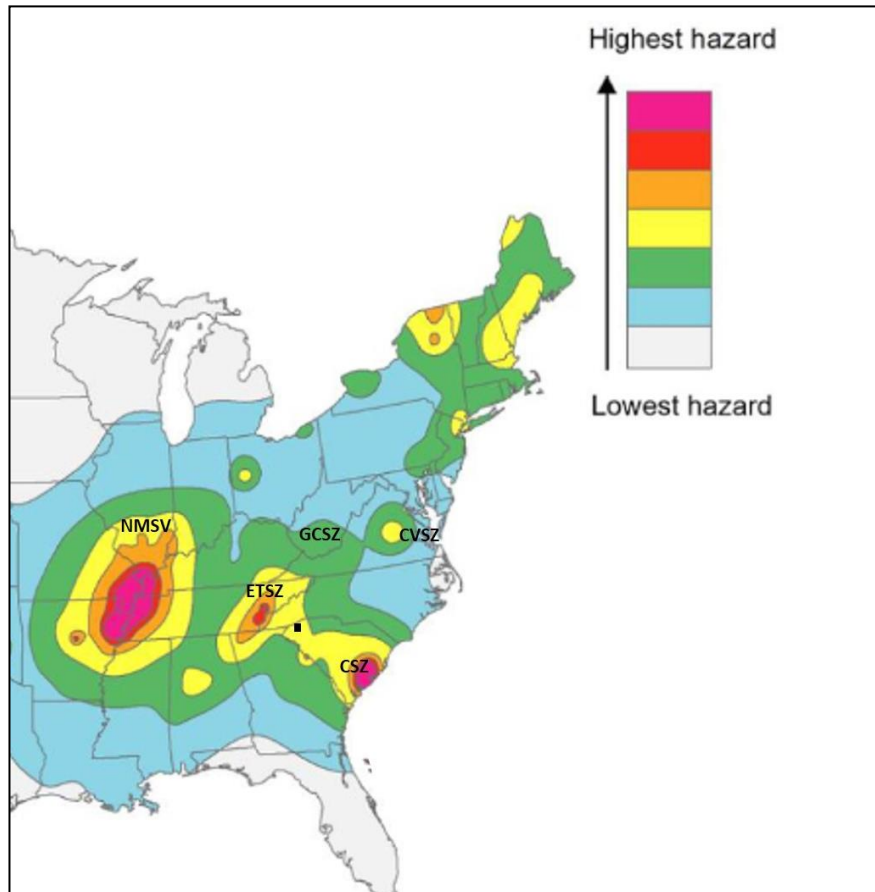 Highest hazard
Lowest hazard
NMSV
GCSZ
CVSZ
ETSZ
CSZ